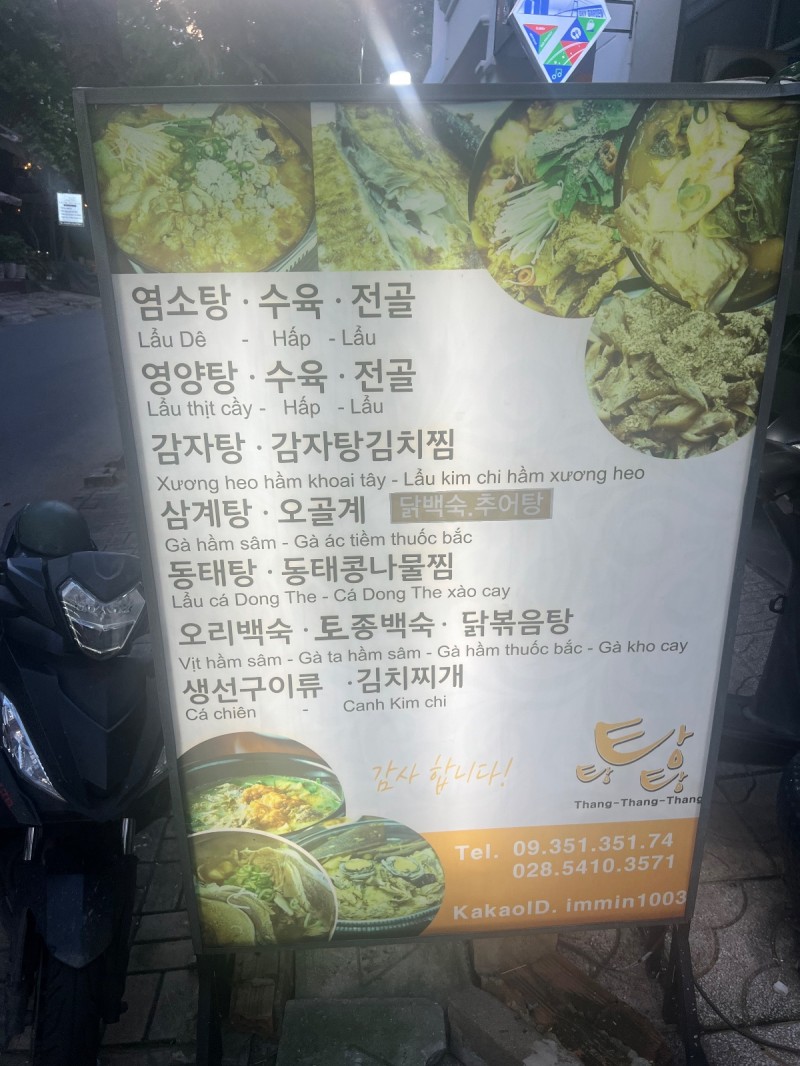 염소탕 · 수육 · 전골
Lẩu Dê - Hấp - Lẩu
영양탕 · 수육 · 전골
Lẩu thịt cầy - Hấp - Lẩu
감자탕 · 감자탕김치찜
Xương heo hầm khoai tây - Lẩu kim chi hầm xương heo
삼계탕 · 오골계 닭백숙.추어탕
Gà hầm sâm - Gà ác tiềm thuốc bắc
동태탕 · 동태콩나물찜
Lẩu cá Dong The - Cá Dong The xào cay
오리백숙 · 토종백숙 · 닭볶음탕
Vịt hầm sâm - Gà ta hầm sâm - Gà hầm thuốc bắc - Gà kho cay
생선구이류 · 김치찌개
Cá chiên - Canh Kim chi
감사 합니다!
탕 탕 탕
Thang-Thang-Thang
Tel. 09.351.351.74
028.5410.3571
KakaoID. immin1003